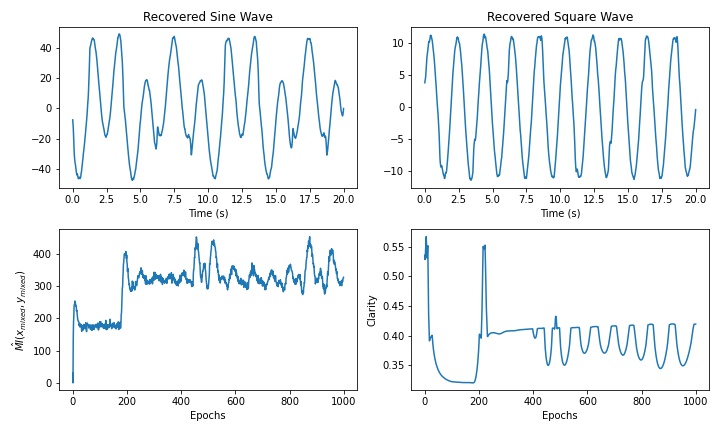 Recovered Sine Wave
40
20
0
−20
−40
0.0 2.5 5.0 7.5 10.0 12.5 15.0 17.5 20.0
Time (s)
Recovered Square Wave
10
5
0
−5
−10
0.0 2.5 5.0 7.5 10.0 12.5 15.0 17.5 20.0
Time (s)
M̂I(x_mixed, y_mixed)
400
300
200
100
0
0 200 400 600 800 1000
Epochs
Clarity
0.55
0.50
0.45
0.40
0.35
0 200 400 600 800 1000
Epochs